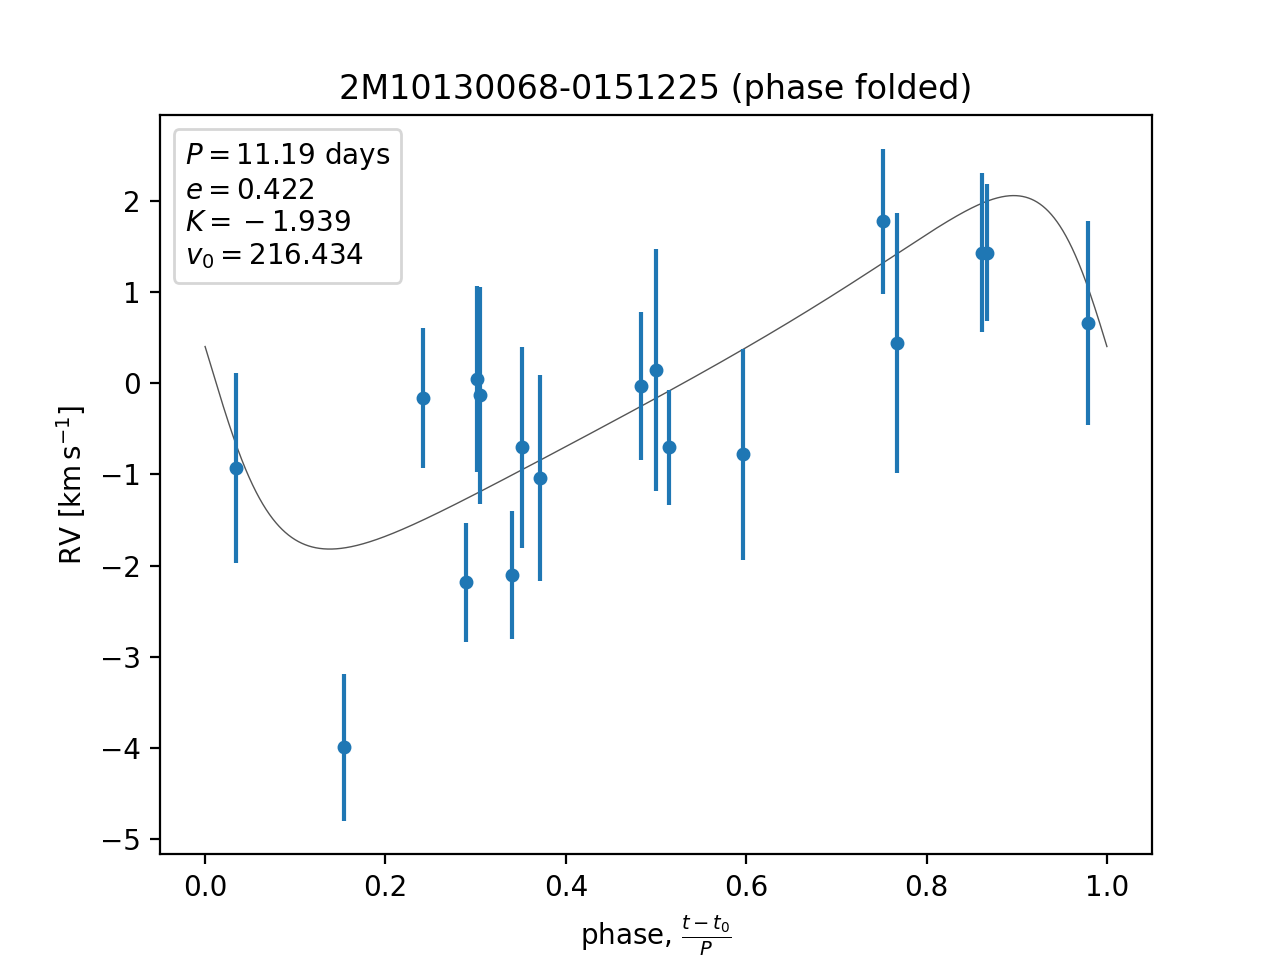 2M10130068-0151225 (phase folded)
P = 11.19 days
e = 0.422
K = −1.939
v₀ = 216.434
2
1
0
−1
−2
−3
−4
−5
RV [km s⁻¹]
0.0 0.2 0.4 0.6 0.8 1.0
phase, (t − t₀)/P